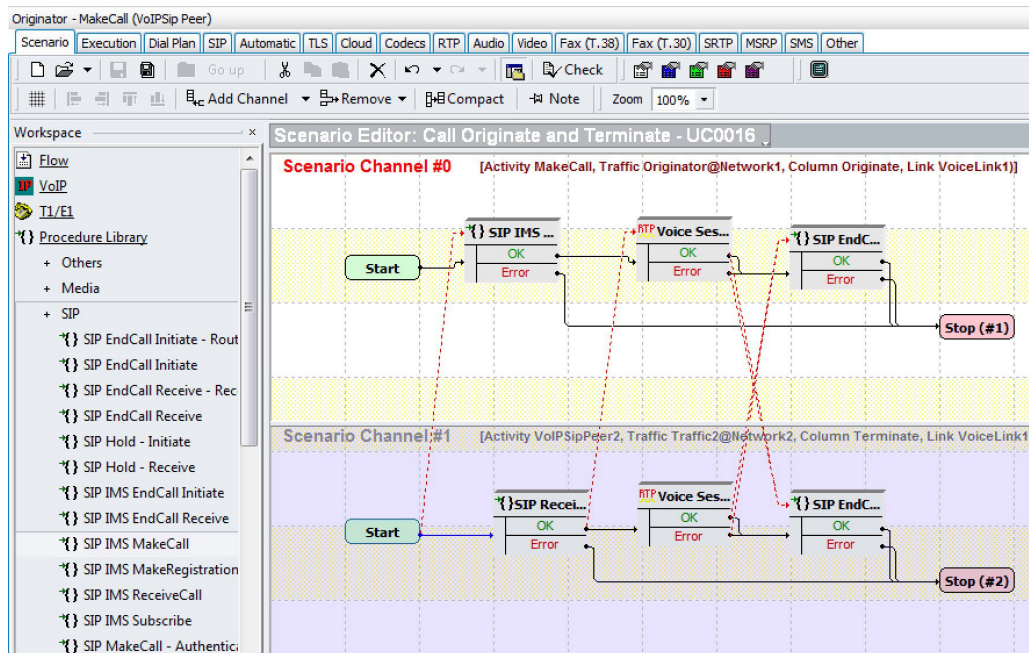 Originator - MakeCall (VoIPSip Peer)
Scenario Execution Dial Plan SIP Automatic TLS Cloud Codecs RTP Audio Video Fax (T.38) Fax (T.30) SRTP MSRP SMS Other
Go up Check
Add Channel Remove Compact Note Zoom 100%
Workspace ×
Scenario Editor: Call Originate and Terminate - UC0016
Flow
IP VoIP
T1/E1
{} Procedure Library
+ Others
+ Media
+ SIP
{} SIP EndCall Initiate - Rout
{} SIP EndCall Initiate
{} SIP EndCall Receive - Rec
{} SIP EndCall Receive
{} SIP Hold - Initiate
{} SIP Hold - Receive
{} SIP IMS EndCall Initiate
{} SIP IMS EndCall Receive
{} SIP IMS MakeCall
{} SIP IMS MakeRegistration
{} SIP IMS ReceiveCall
{} SIP IMS Subscribe
{} SIP MakeCall - Authentic
Scenario Channel #0 [Activity MakeCall, Traffic Originator@Network1, Column Originate, Link VoiceLink1)]
Start
{} SIP IMS ...
OK
Error
RTP Voice Ses...
OK
Error
{} SIP EndC...
OK
Error
Stop (#1)
Scenario Channel #1 [Activity VoIPSipPeer2, Traffic Traffic2@Network2, Column Terminate, Link VoiceLink1
Start
{} SIP Recei...
OK
Error
RTP Voice Ses...
OK
Error
{} SIP EndC...
OK
Error
Stop (#2)